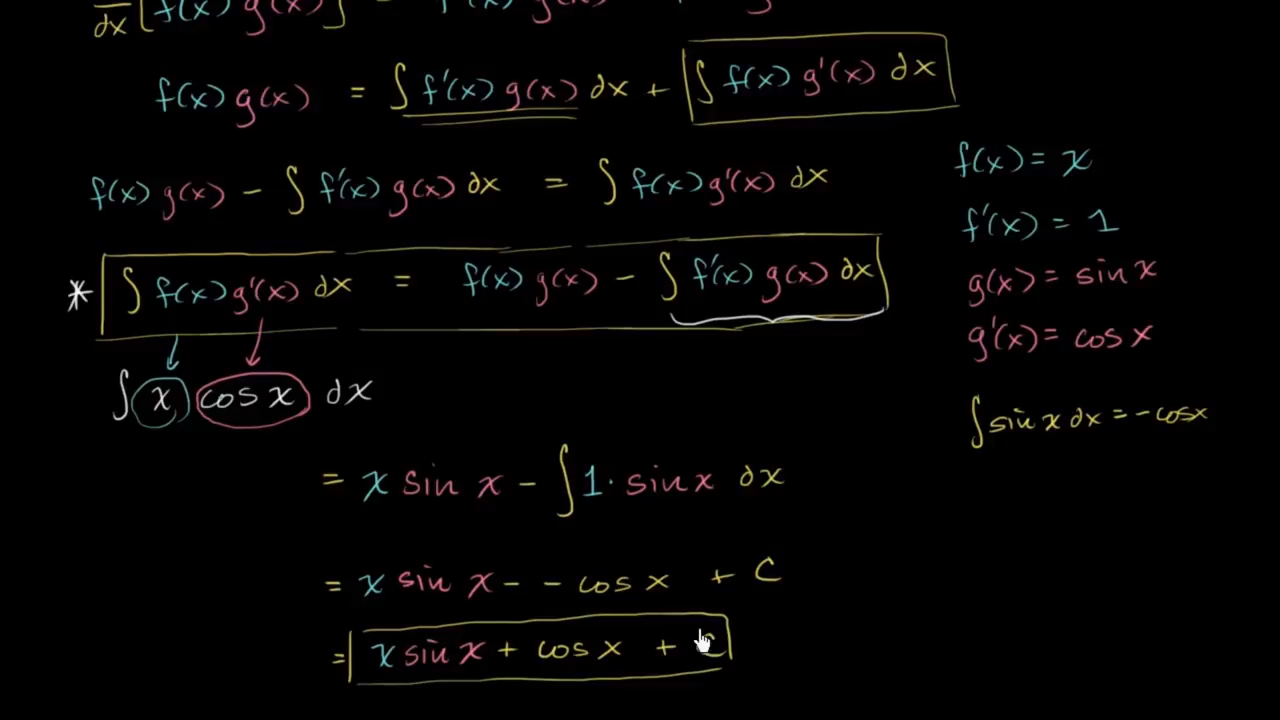 d/dx [f(x) g(x)] = f'(x) g(x) +
f(x) g(x) = ∫ f'(x) g(x) dx + ∫ f(x) g'(x) dx
f(x) g(x) - ∫ f'(x) g(x) dx = ∫ f(x) g'(x) dx
* ∫ f(x) g'(x) dx = f(x) g(x) - ∫ f'(x) g(x) dx
∫ x cos x dx
= x sin x - ∫ 1 · sin x dx
= x sin x - - cos x + C
= x sin x + cos x + C
f(x) = x
f'(x) = 1
g(x) = sin x
g'(x) = cos x
∫ sin x dx = - cos x